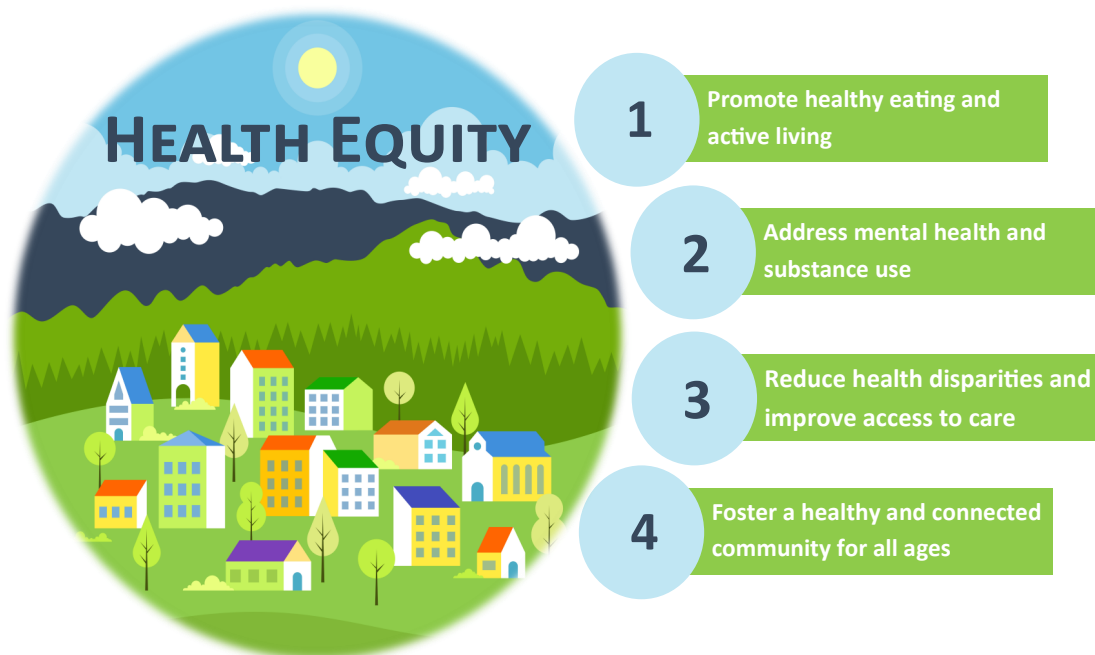 HEALTH EQUITY
1
Promote healthy eating and
active living
2
Address mental health and
substance use
3
Reduce health disparities and
improve access to care
4
Foster a healthy and connected
community for all ages